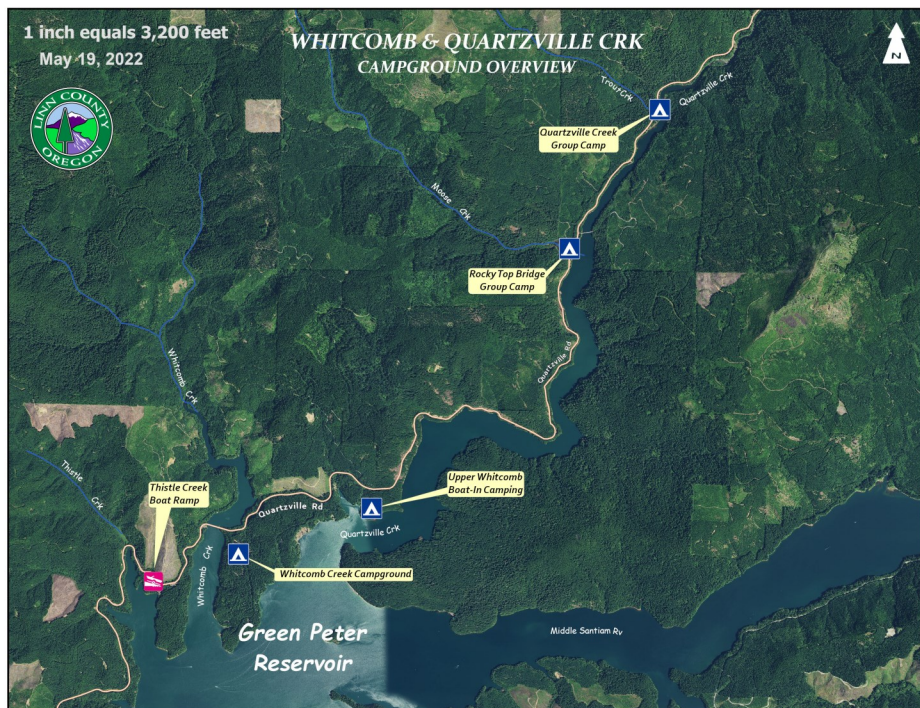 1 inch equals 3,200 feet
May 19, 2022
WHITCOMB & QUARTZVILLE CRK
CAMPGROUND OVERVIEW
N
LINN COUNTY
OREGON
Trout Crk
Quartzville Crk
Quartzville Creek
Group Camp
Moose Crk
Rocky Top Bridge
Group Camp
Quartzville Rd
Whitcomb Crk
Thistle Crk
Thistle Creek
Boat Ramp
Upper Whitcomb
Boat-In Camping
Quartzville Rd
Quartzville Crk
Whitcomb Crk
Whitcomb Creek Campground
Green Peter
Reservoir
Middle Santiam Rv